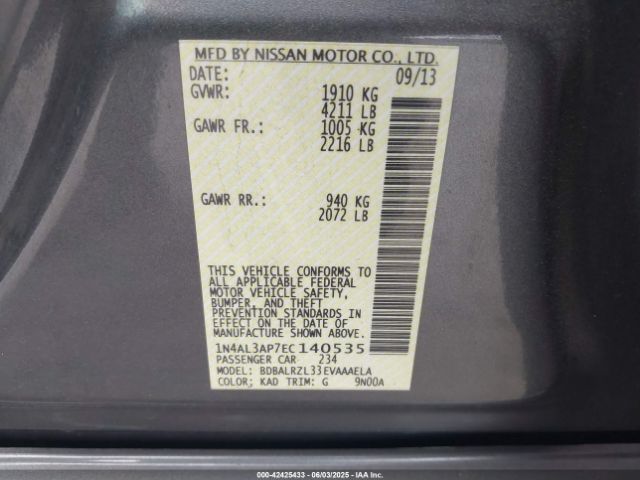 MFD BY NISSAN MOTOR CO., LTD.
DATE: 09/13
GVWR: 1910 KG
4211 LB
GAWR FR.: 1005 KG
2216 LB
GAWR RR.: 940 KG
2072 LB
THIS VEHICLE CONFORMS TO
ALL APPLICABLE FEDERAL
MOTOR VEHICLE SAFETY,
BUMPER, AND THEFT
PREVENTION STANDARDS IN
EFFECT ON THE DATE OF
MANUFACTURE SHOWN ABOVE.
1N4AL3AP7EC140535
PASSENGER CAR 234
MODEL: BDBALRZL33EVAAAELA
COLOR; KAD TRIM: G 9N00A
000-42425433 - 06/03/2025 - IAA Inc.